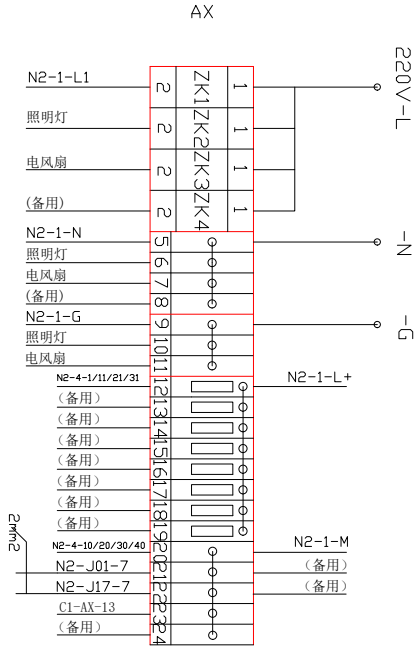 AX
N2-1-L1 2 ZK1 1 220V-L
照明灯 2 ZK2 1
电风扇 2 ZK3 1
(备用) 2 ZK4 1
N2-1-N 5 -N
照明灯 6
电风扇 7
(备用) 8
N2-1-G 9 -G
照明灯 10
电风扇 11
N2-4-1/11/21/31 12 N2-1-L+
(备用) 13
(备用) 14
(备用) 15
(备用) 16
(备用) 17
(备用) 18
(备用) 19
N2-4-10/20/30/40 20 N2-1-M
N2-J01-7 21 (备用)
N2-J17-7 22 (备用)
C1-AX-13 23
(备用) 24
2mm2